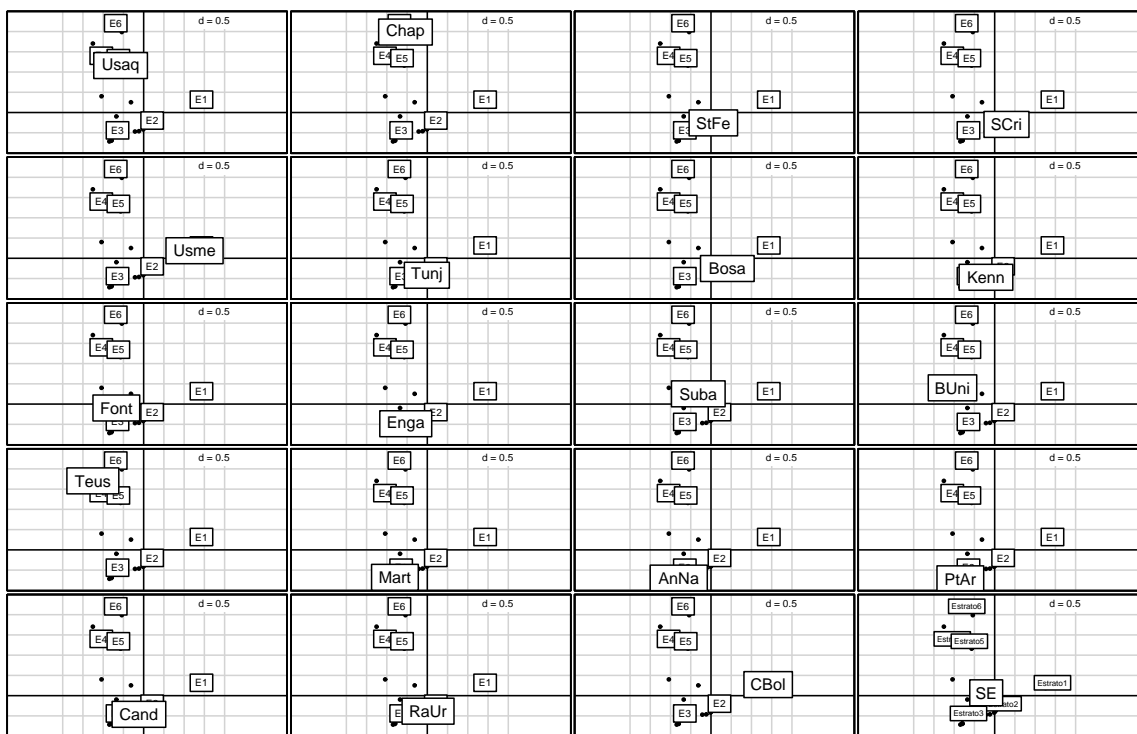 E6 d = 0.5
E4
Usaq
E1
E2
E3
d = 0.5
Chap
E4 E5
E1
E2
E3
E6 d = 0.5
E4 E5
E1
StFe
E6 d = 0.5
E4 E5
E1
E3 SCri
E6 d = 0.5
E4 E5
Usme
E2
E3
E6 d = 0.5
E4 E5
E1
Tunj
E6 d = 0.5
E4 E5
E1
E3 Bosa
E6 d = 0.5
E4 E5
E1
Kenn
E6 d = 0.5
E4 E5
E1
Font E2
E6 d = 0.5
E4 E5
E1
E2
Enga
E6 d = 0.5
E4 E5
E1
Suba
E2
E3
E6 d = 0.5
E4 E5
BUni E1
E2
E3
E6 d = 0.5
Teus
E5
E1
E2
E3
E6 d = 0.5
E4 E5
E1
E2
Mart
E6 d = 0.5
E4 E5
E1
E2
AnNa
E6 d = 0.5
E4 E5
E1
E2
PtAr
E6 d = 0.5
E4 E5
E1
Cand
E6 d = 0.5
E4 E5
E1
RaUr
E6 d = 0.5
E4 E5
CBol
E2
E3
Estrato6 d = 0.5
Estrato5
Estrato1
SE
Estrato3